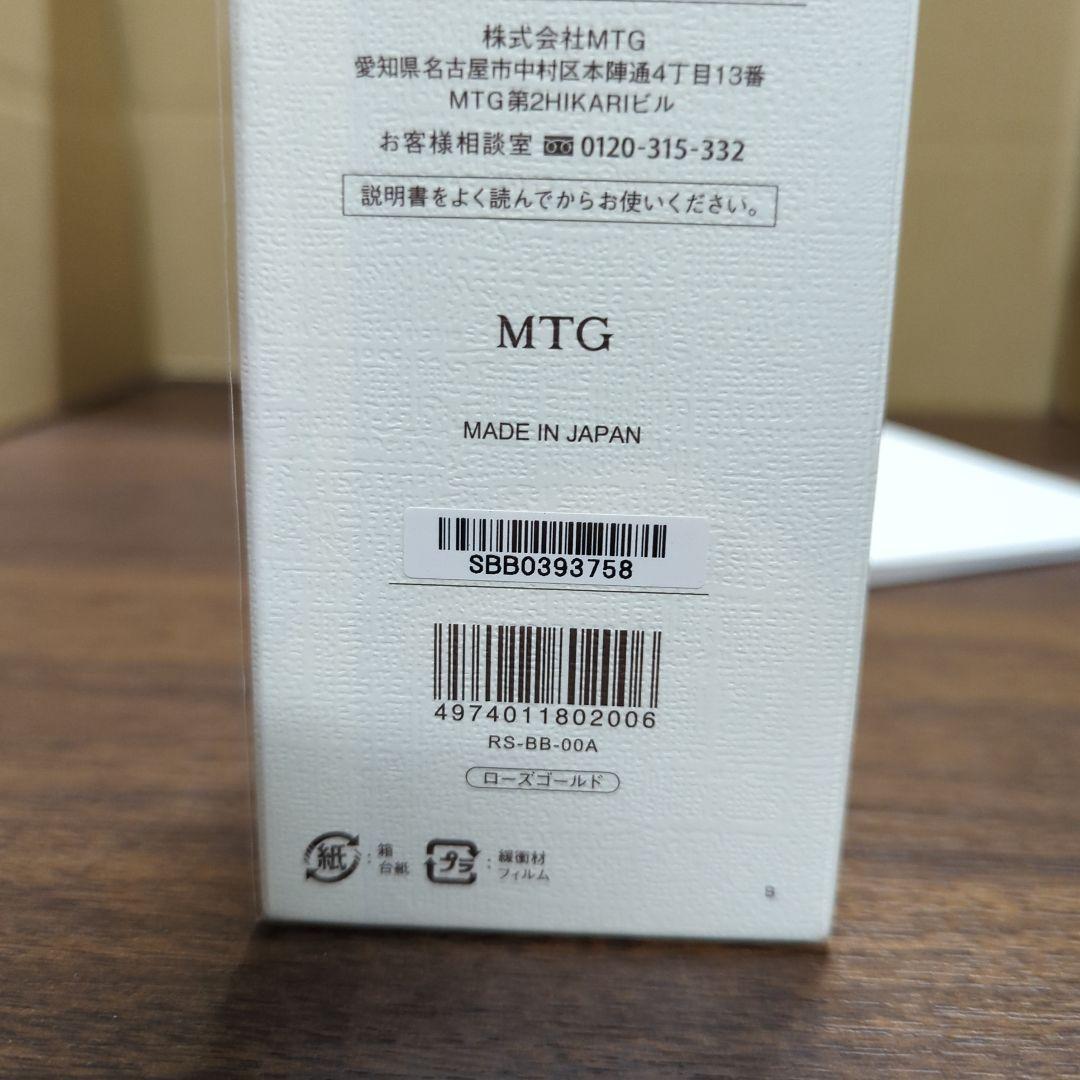 株式会社MTG
愛知県名古屋市中村区本陣通4丁目13番
MTG第2HIKARIビル
お客様相談室 0120-315-332
説明書をよく読んでからお使いください。
MTG
MADE IN JAPAN
SBB0393758
4974011802006
RS-BB-00A
ローズゴールド
紙 : 箱
台紙
プラ : 緩衝材
フィルム